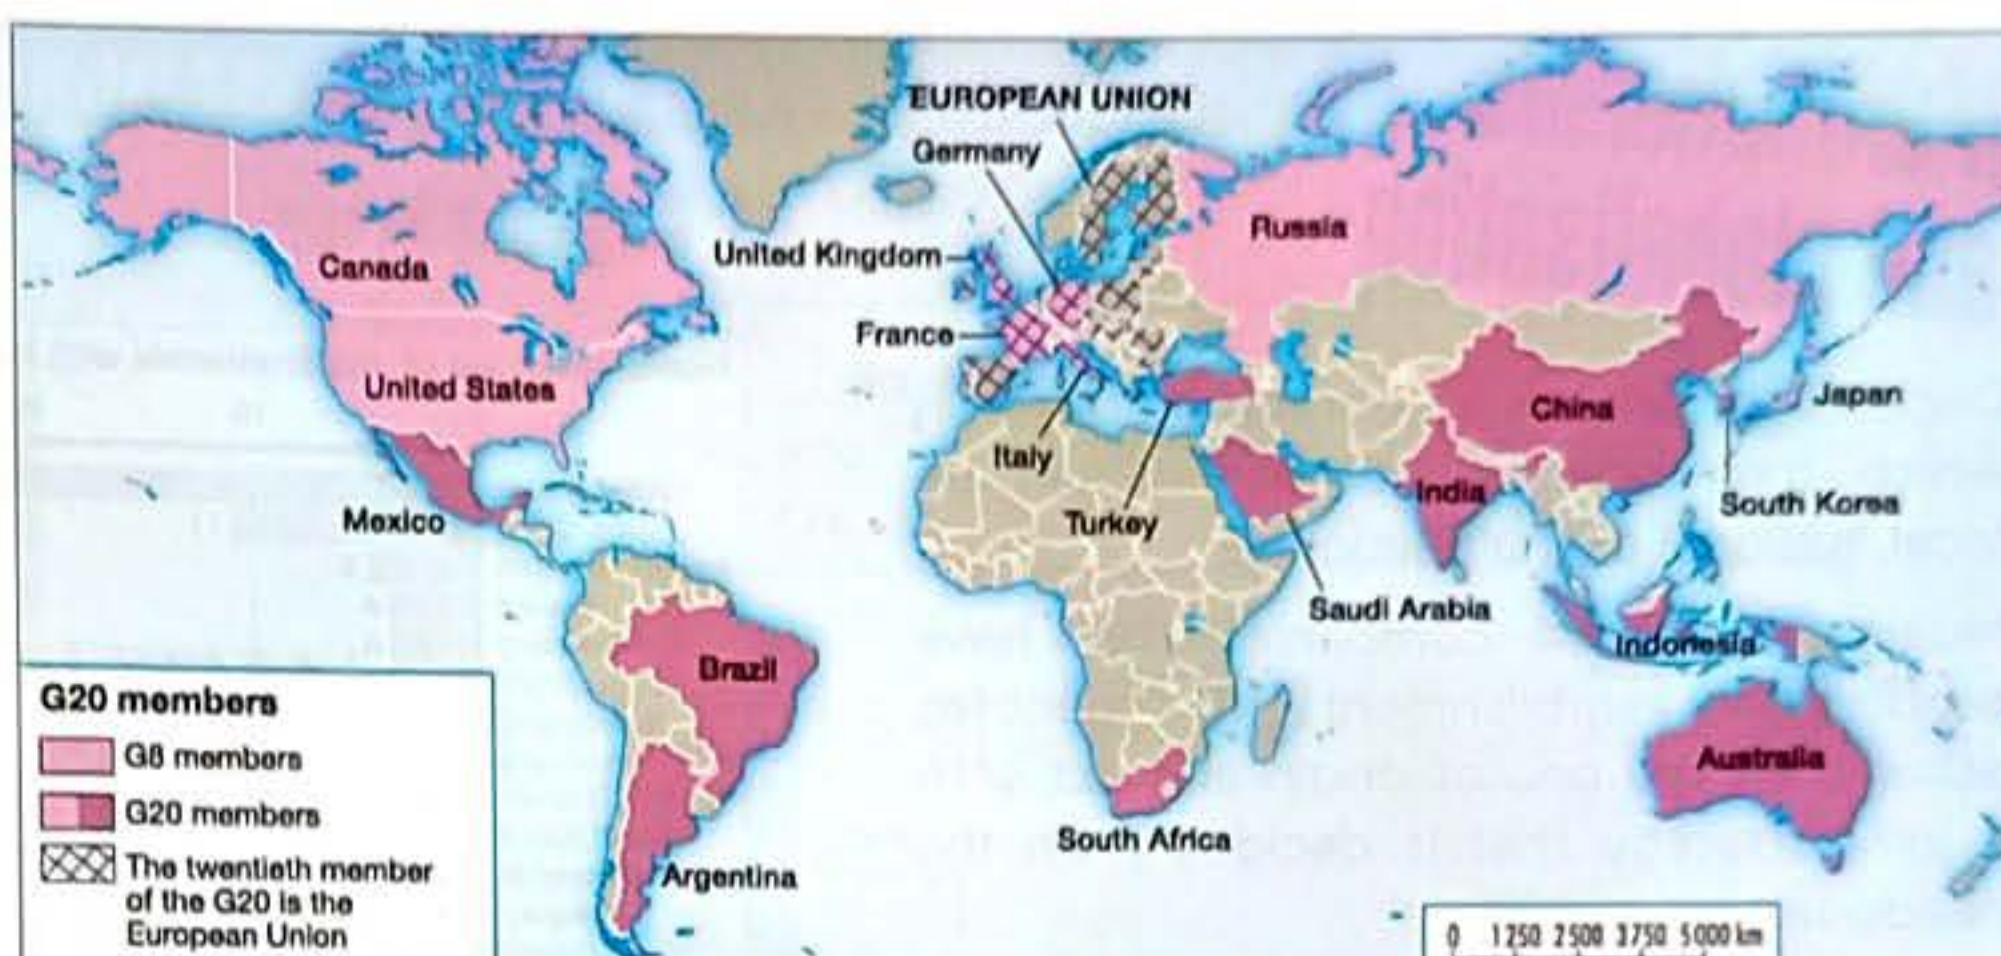 EUROPEAN UNION
Germany
United Kingdom
Russia
Canada
France
United States
Japan
China
Italy
India
South Korea
Mexico
Turkey
Saudi Arabia
Indonesia
Brazil
G20 members
G8 members
G20 members
The twentieth member
of the G20 is the
European Union
Australia
South Africa
Argentina
0 1250 2500 3750 5000 km